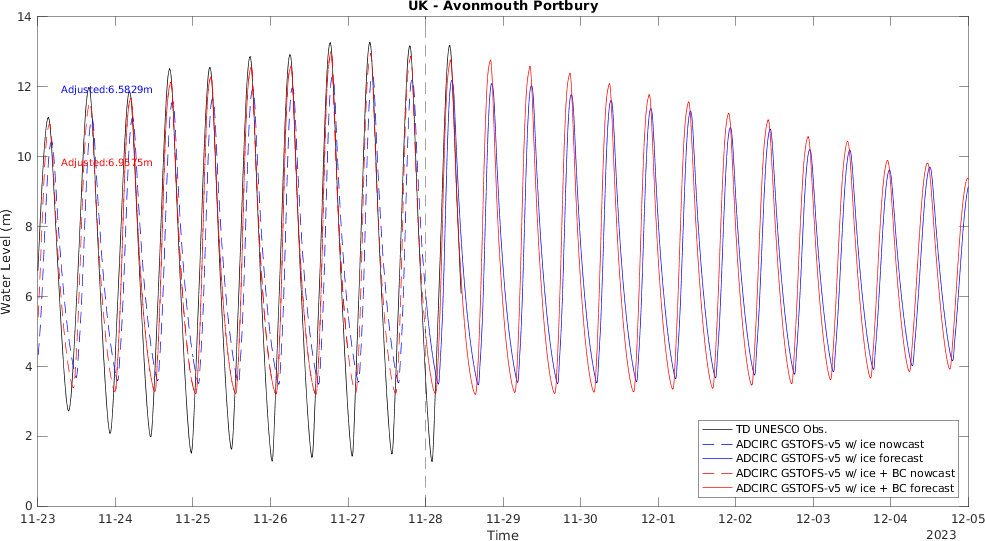 UK - Avonmouth Portbury
14
12
10
8
6
4
2
0
Water Level (m)
Adjusted:6.5829m
Adjusted:6.9575m
TD UNESCO Obs.
ADCIRC GSTOFS-v5 w/ ice nowcast
ADCIRC GSTOFS-v5 w/ ice forecast
ADCIRC GSTOFS-v5 w/ ice + BC nowcast
ADCIRC GSTOFS-v5 w/ ice + BC forecast
11-23 11-24 11-25 11-26 11-27 11-28 11-29 11-30 12-01 12-02 12-03 12-04 12-05
Time
2023